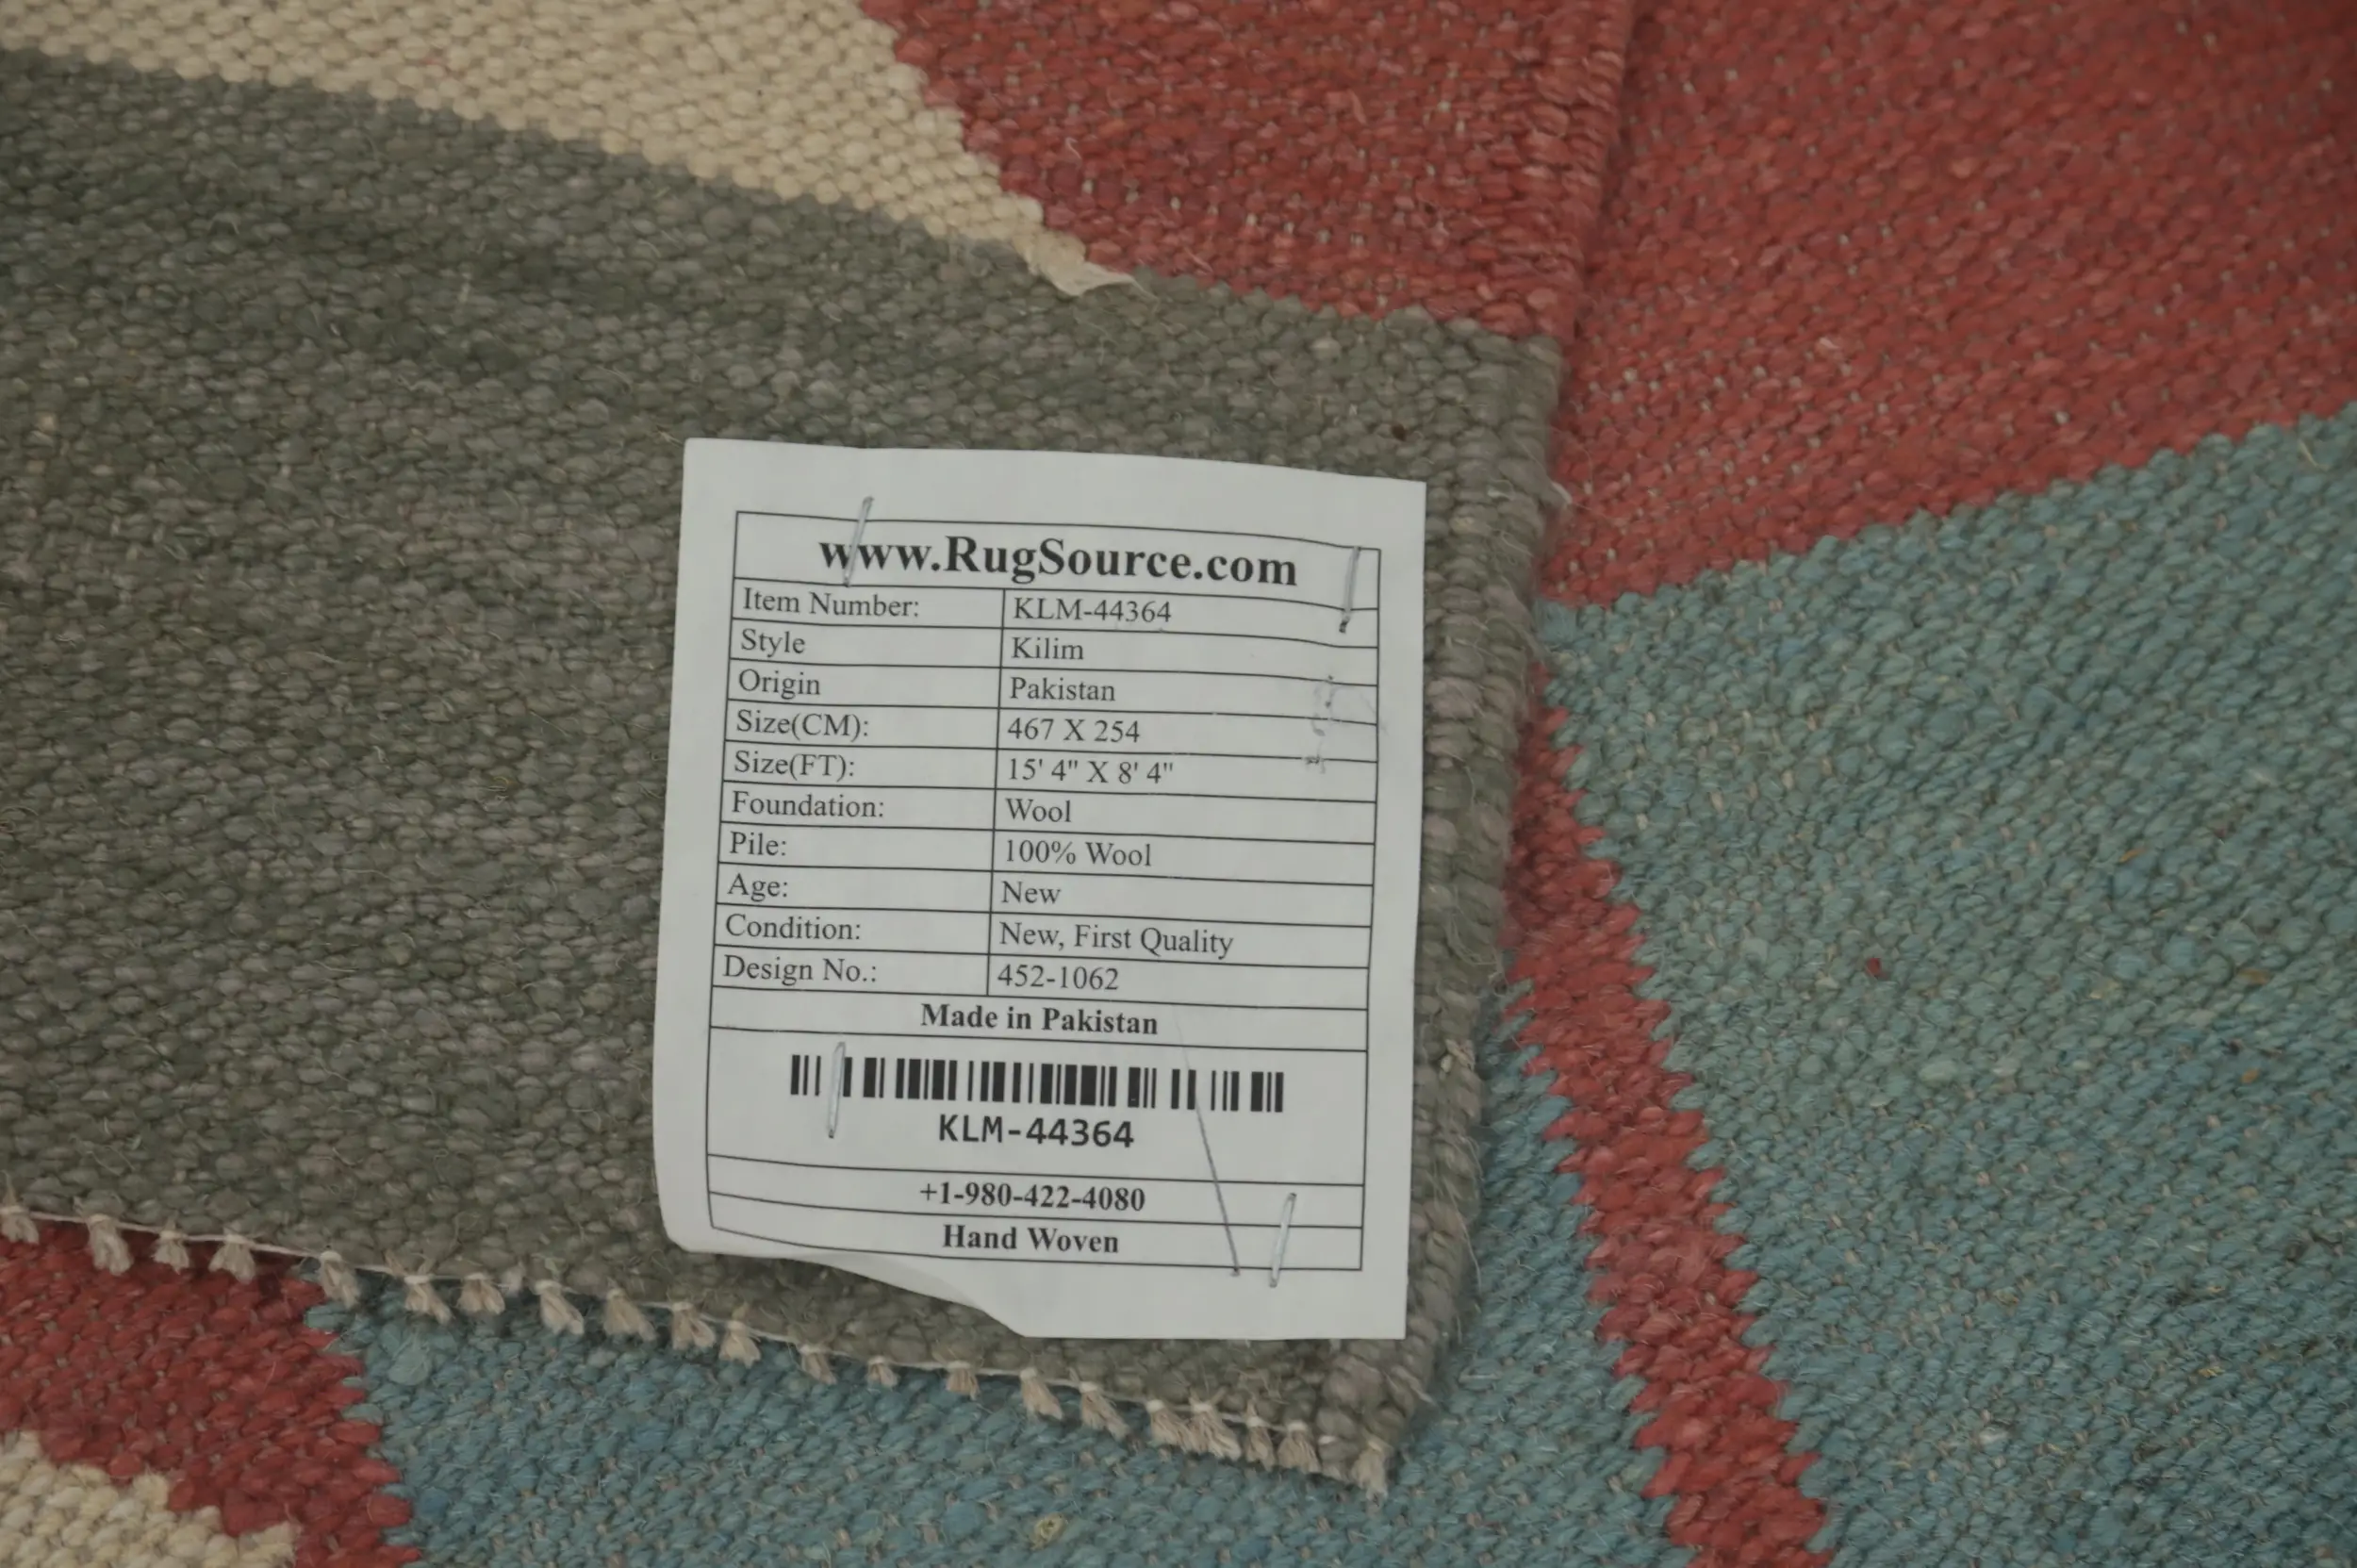 www.RugSource.com
Item Number: KLM-44364
Style Kilim
Origin Pakistan
Size(CM): 467 X 254
Size(FT): 15' 4" X 8' 4"
Foundation: Wool
Pile: 100% Wool
Age: New
Condition: New, First Quality
Design No.: 452-1062
Made in Pakistan
KLM-44364
+1-980-422-4080
Hand Woven